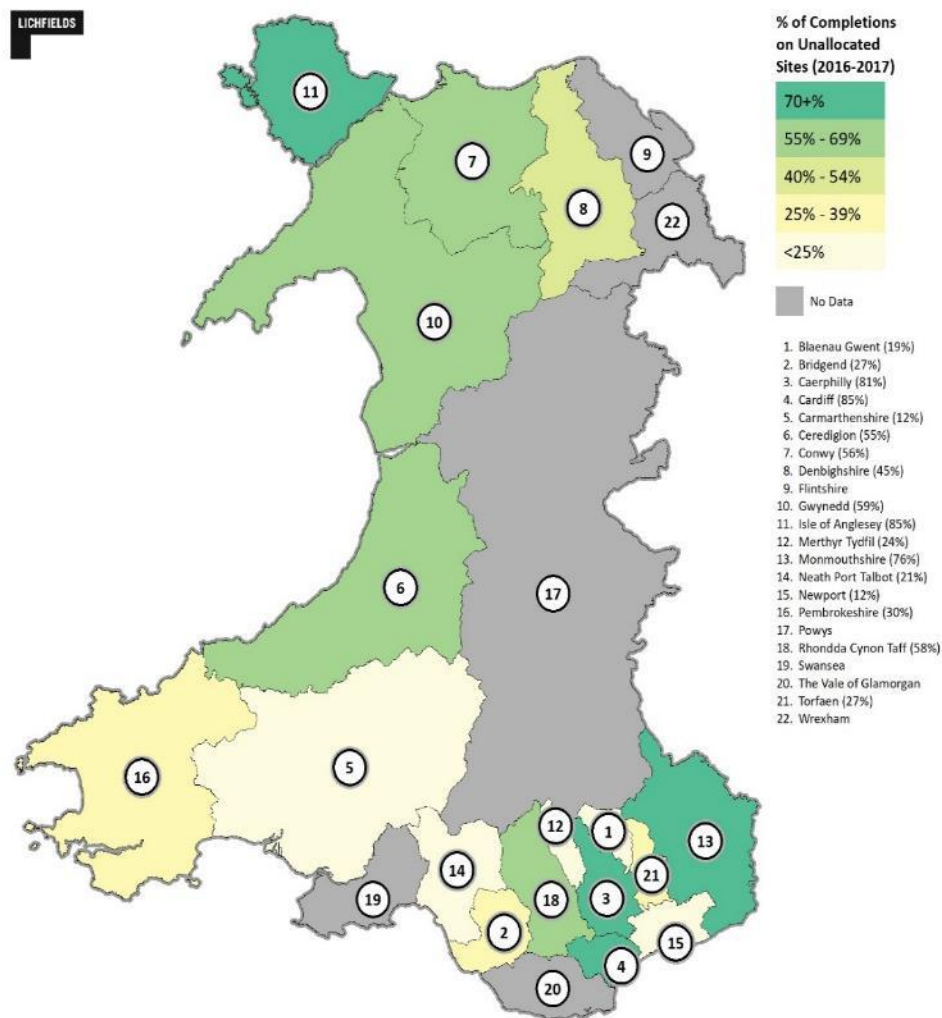 LICHFIELDS
% of Completions
on Unallocated
Sites (2016-2017)
70+%
55% - 69%
40% - 54%
25% - 39%
<25%
No Data
1. Blaenau Gwent (19%)
2. Bridgend (27%)
3. Caerphilly (81%)
4. Cardiff (85%)
5. Carmarthenshire (12%)
6. Ceredigion (55%)
7. Conwy (56%)
8. Denbighshire (45%)
9. Flintshire
10. Gwynedd (59%)
11. Isle of Anglesey (85%)
12. Merthyr Tydfil (24%)
13. Monmouthshire (76%)
14. Neath Port Talbot (21%)
15. Newport (12%)
16. Pembrokeshire (30%)
17. Powys
18. Rhondda Cynon Taff (58%)
19. Swansea
20. The Vale of Glamorgan
21. Torfaen (27%)
22. Wrexham
11
7
9
8
22
10
6
17
16
5
12
1
13
14
21
19
18
3
2
15
4
20